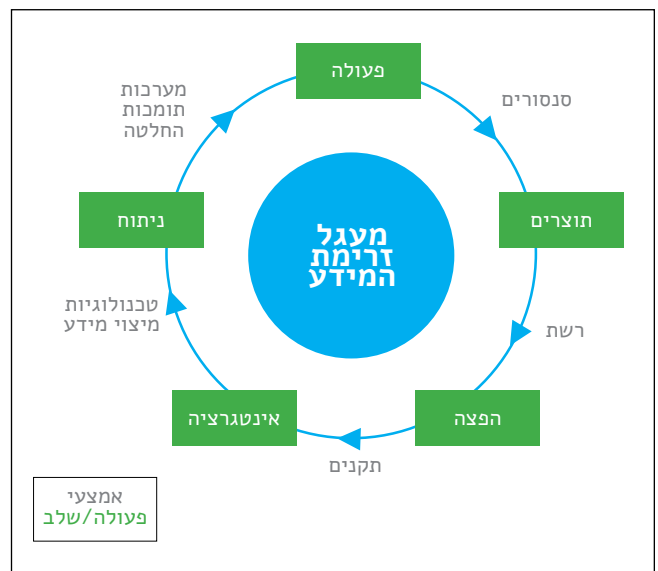 פעולה
סנסורים
תוצרים
רשת
הפצה
תקנים
אינטגרציה
טכנולוגיות
מיצוי מידע
ניתוח
מערכות
תומכות
החלטה
מעגל
זרימת
המידע
אמצעי
פעולה/שלב